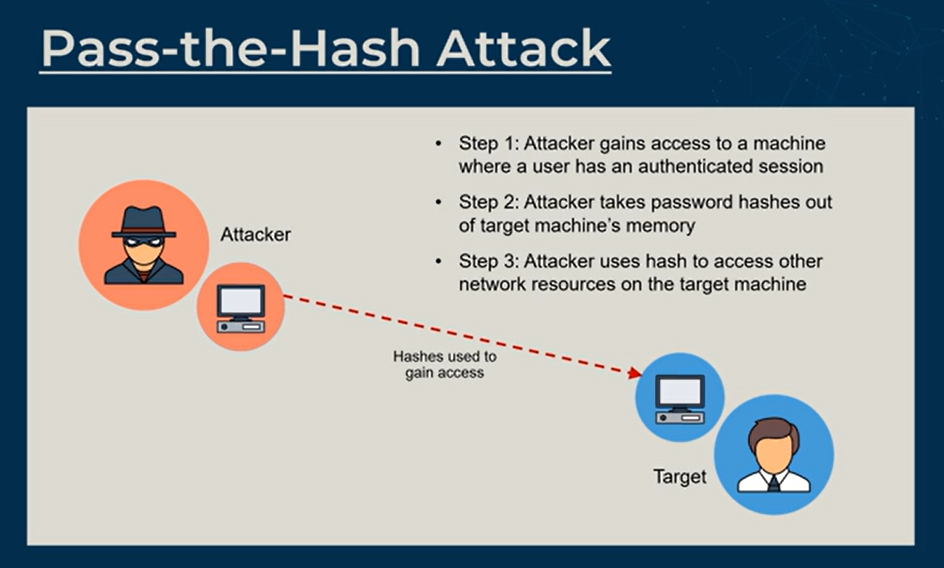 Pass-the-Hash Attack
• Step 1: Attacker gains access to a machine
where a user has an authenticated session
• Step 2: Attacker takes password hashes out
of target machine's memory
• Step 3: Attacker uses hash to access other
network resources on the target machine
Attacker
Hashes used to
gain access
Target